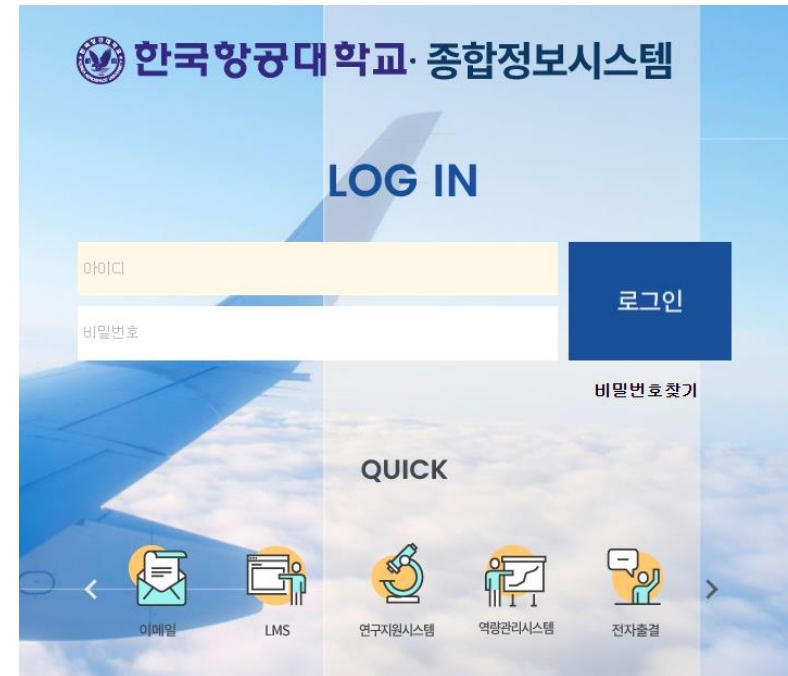 한국항공대학교· 종합정보시스템
LOG IN
아이디
로그인
비밀번호
비밀번호찾기
QUICK
이메일
LMS
연구지원시스템
역량관리시스템
전자출결